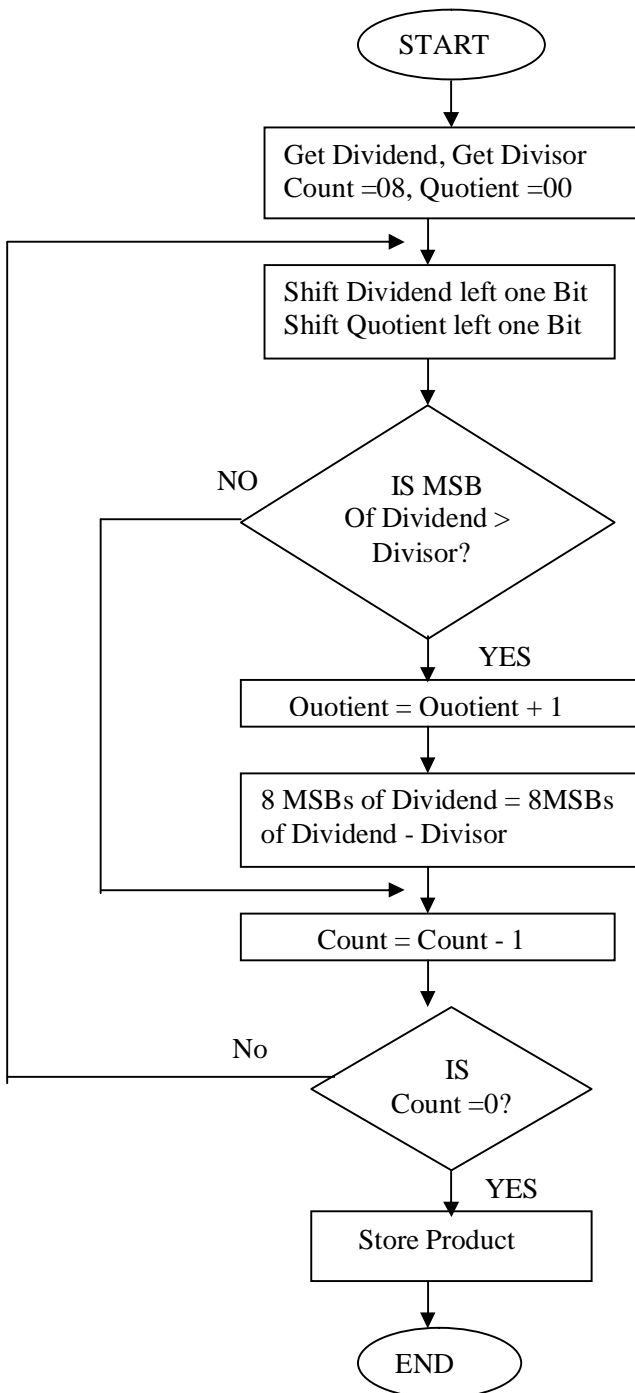 START
Get Dividend, Get Divisor
Count =08, Quotient =00
Shift Dividend left one Bit
Shift Quotient left one Bit
NO
IS MSB
Of Dividend >
Divisor?
YES
Ouotient = Ouotient + 1
8 MSBs of Dividend = 8MSBs
of Dividend - Divisor
Count = Count - 1
No
IS
Count =0?
YES
Store Product
END